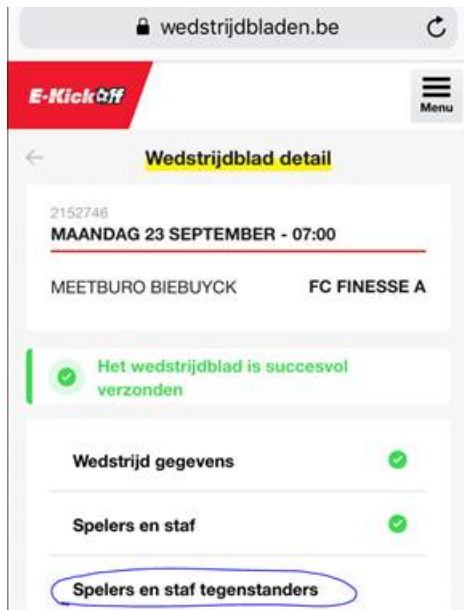 wedstrijdbladen.be
E-Kickoff
Menu
Wedstrijdblad detail
2152746
MAANDAG 23 SEPTEMBER - 07:00
MEETBURO BIEBUYCK FC FINESSE A
Het wedstrijdblad is succesvol
verzonden
Wedstrijd gegevens
Spelers en staf
Spelers en staf tegenstanders